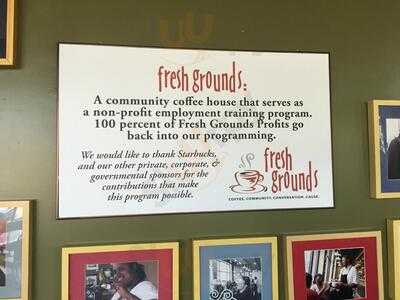 fresh grounds:
A community coffee house that serves as
a non-profit employment training program.
100 percent of Fresh Grounds Profits go
back into our programming.
We would like to thank Starbucks,
and our other private, corporate, &
governmental sponsors for the
contributions that make
this program possible.
fresh
grounds
COFFEE. COMMUNITY. CONVERSATION. CAUSE.